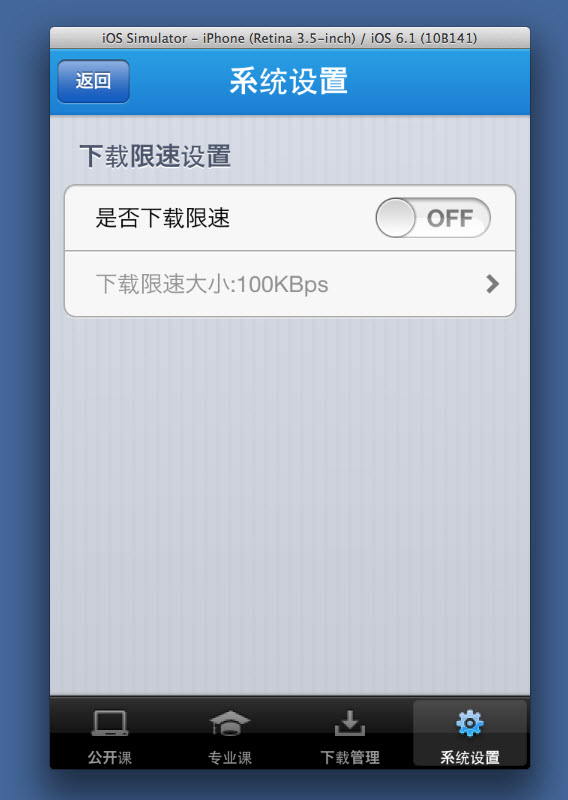 iOS Simulator - iPhone (Retina 3.5-inch) / iOS 6.1 (10B141)
返回
系统设置
下载限速设置
是否下载限速
OFF
下载限速大小:100KBps
公开课
专业课
下载管理
系统设置